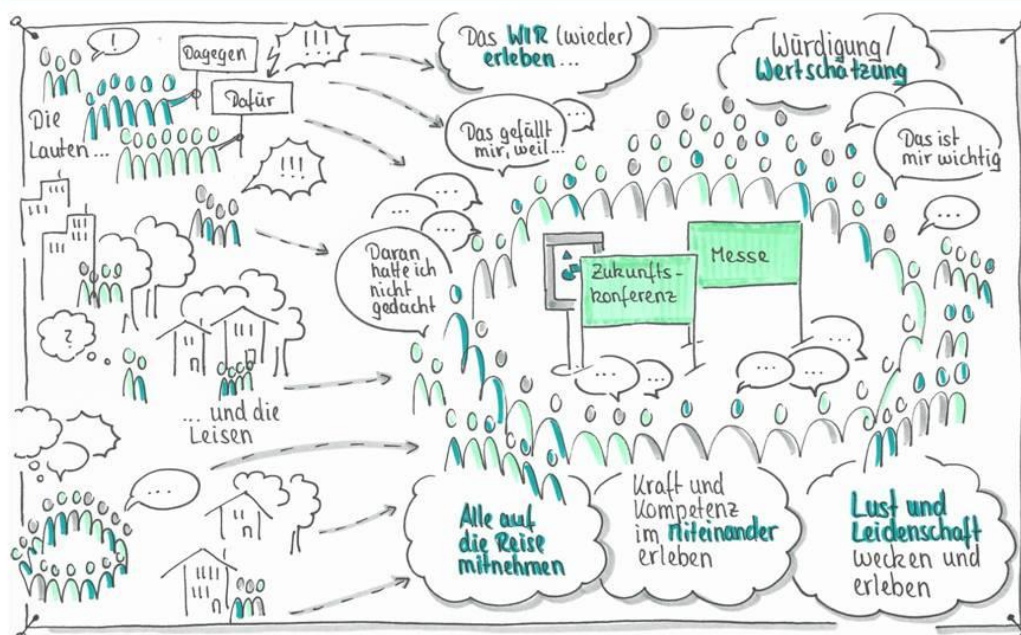 !
Dagegen
!!!
Dafür
Die
Lauten...
!!!
?
... und die
Leisen
...
Das WIR (wieder)
erleben ...
Würdigung/
Wertschätzung
Das gefällt
mir, weil...
...
Das ist
mir wichtig
...
...
...
...
Daran
hatte ich
nicht
gedacht
Zukunfts-
konferenz
Messe
...
...
...
...
...
Alle auf
die Reise
mitnehmen
Kraft und
Kompetenz
im Miteinander
erleben
Lust und
Leidenschaft
wecken und
erleben